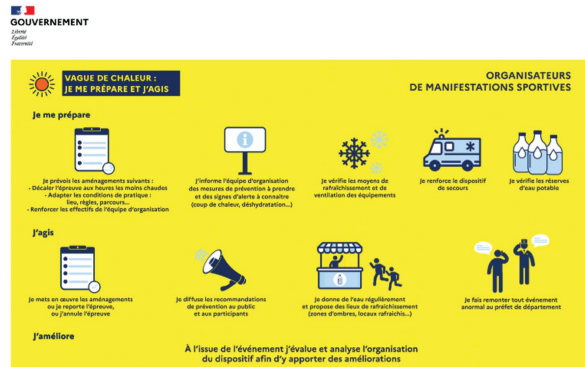 GOUVERNEMENT
Liberté
Égalité
Fraternité
VAGUE DE CHALEUR :
JE ME PRÉPARE ET J'AGIS
ORGANISATEURS
DE MANIFESTATIONS SPORTIVES
Je me prépare
Je prévois les aménagements suivants :
- Décaler l'épreuve aux heures les moins chaudes
- Adapter les conditions de pratique :
lieu, règles, parcours...
- Renforcer les effectifs de l'équipe d'organisation
J'informe l'équipe d'organisation
des mesures de prévention à prendre
et des signes d'alerte à connaitre
(coup de chaleur, déshydratation...)
Je vérifie les moyens de
rafraîchissement et de
ventilation des équipements
Je renforce le dispositif
de secours
Je vérifie les réserves
d'eau potable
J'agis
Je mets en œuvre les aménagements
ou je reporte l'épreuve,
ou j'annule l'épreuve
Je diffuse les recommandations
de prévention au public
et aux participants
Je donne de l'eau régulièrement
et propose des lieux de rafraichissement
(zones d'ombres, locaux rafraichis...)
Je fais remonter tout événement
anormal au préfet de département
J'améliore
À l'issue de l'événement j'évalue et analyse l'organisation
du dispositif afin d'y apporter des améliorations